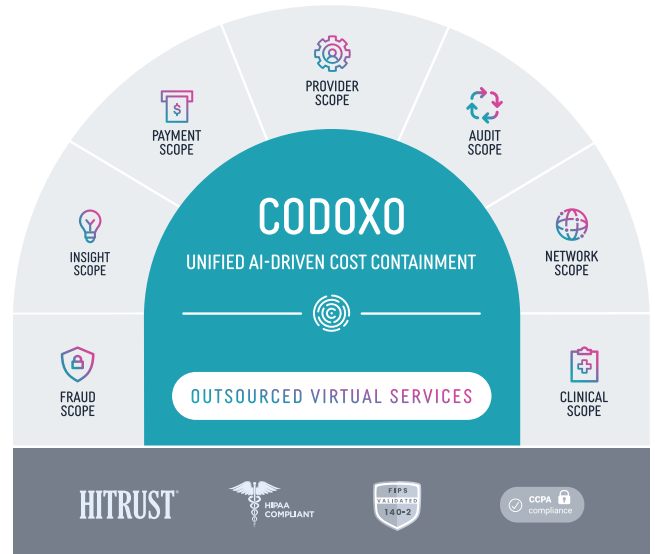 PROVIDER
SCOPE
PAYMENT
SCOPE
$
AUDIT
SCOPE
INSIGHT
SCOPE
NETWORK
SCOPE
FRAUD
SCOPE
CLINICAL
SCOPE
CODOXO
UNIFIED AI-DRIVEN COST CONTAINMENT
C
OUTSOURCED VIRTUAL SERVICES
HITRUST
HIPAA
COMPLIANT
FIPS
VALIDATED
140-2
CCPA
compliance